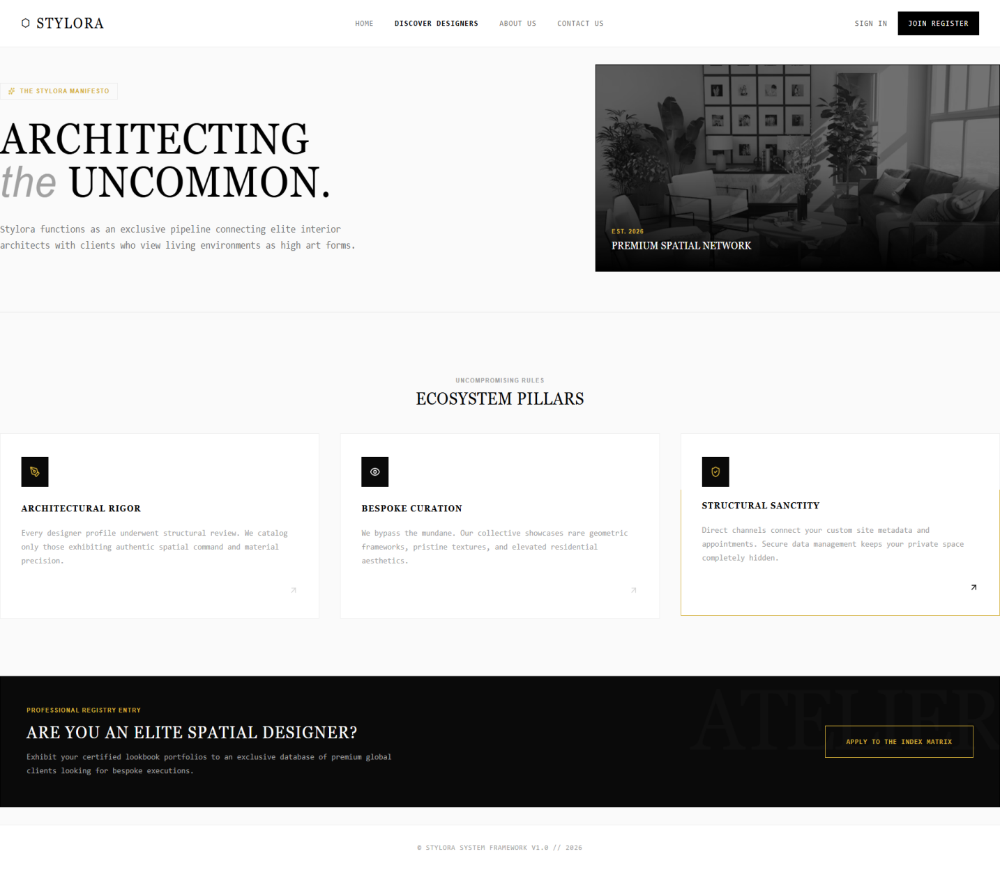 STYLORA
HOME
DISCOVER DESIGNERS
ABOUT US
CONTACT US
SIGN IN
JOIN REGISTER
THE STYLORA MANIFESTO
ARCHITECTING
the UNCOMMON.
Stylora functions as an exclusive pipeline connecting elite interior
architects with clients who view living environments as high art forms.
EST. 2026
PREMIUM SPATIAL NETWORK
UNCOMPROMISING RULES
ECOSYSTEM PILLARS
ARCHITECTURAL RIGOR
Every designer profile underwent structural review. We catalog
only those exhibiting authentic spatial command and material
precision.
BESPOKE CURATION
We bypass the mundane. Our collective showcases rare geometric
frameworks, pristine textures, and elevated residential
aesthetics.
STRUCTURAL SANCTITY
Direct channels connect your custom site metadata and
appointments. Secure data management keeps your private space
completely hidden.
ATELIER
PROFESSIONAL REGISTRY ENTRY
ARE YOU AN ELITE SPATIAL DESIGNER?
Exhibit your certified lookbook portfolios to an exclusive database of premium global
clients looking for bespoke executions.
APPLY TO THE INDEX MATRIX
© STYLORA SYSTEM FRAMEWORK V1.0 // 2026